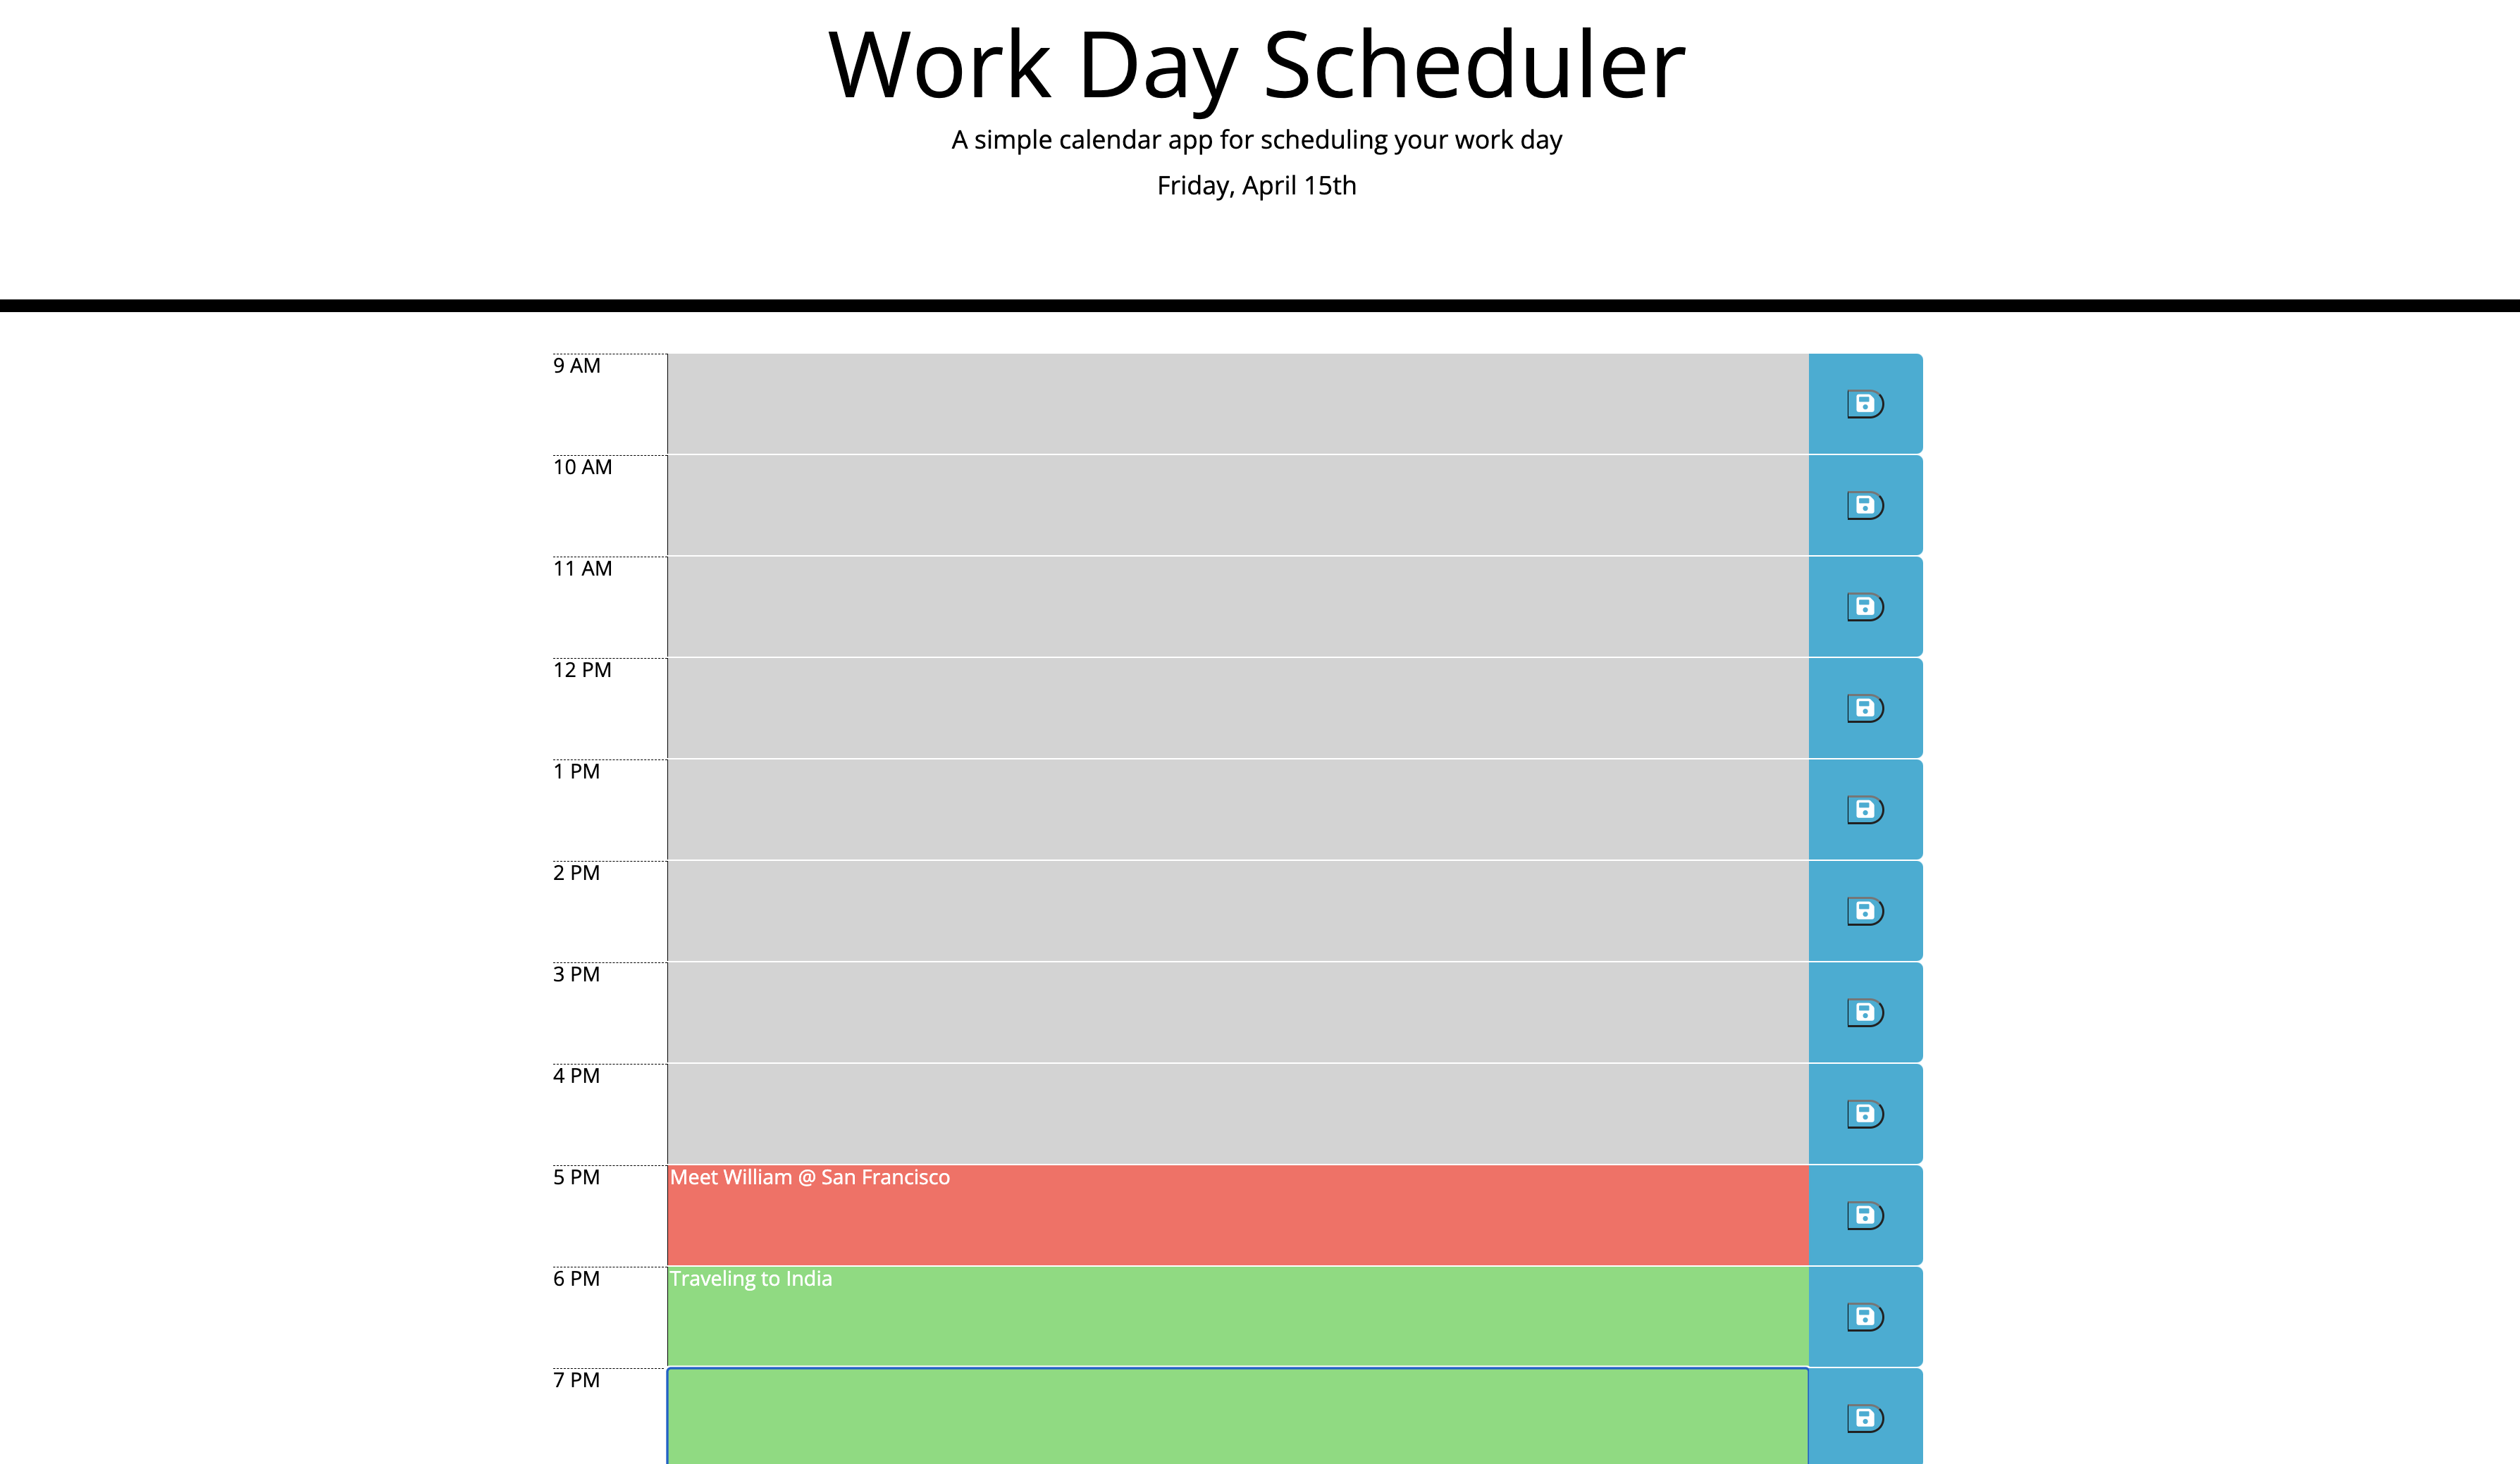 Work Day Scheduler
A simple calendar app for scheduling your work day
Friday, April 15th
9 AM
10 AM
11 AM
12 PM
1 PM
2 PM
3 PM
4 PM
5 PM Meet William @ San Francisco
6 PM Traveling to India
7 PM